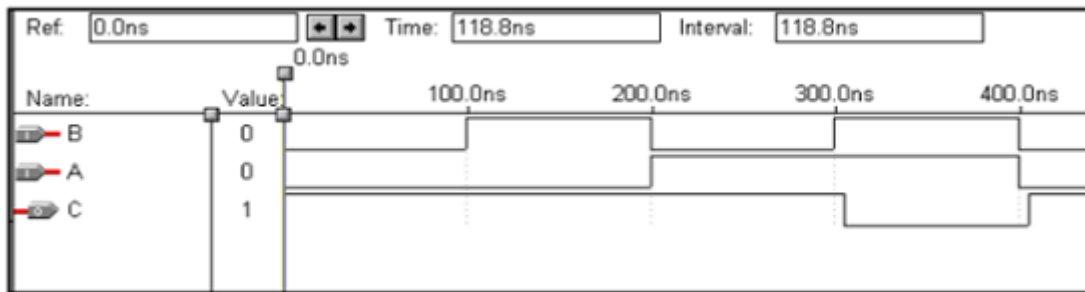 Ref: 0.0ns Time: 118.8ns Interval: 118.8ns
0.0ns
Name: Value: 100.0ns 200.0ns 300.0ns 400.0ns
B 0
A 0
C 1